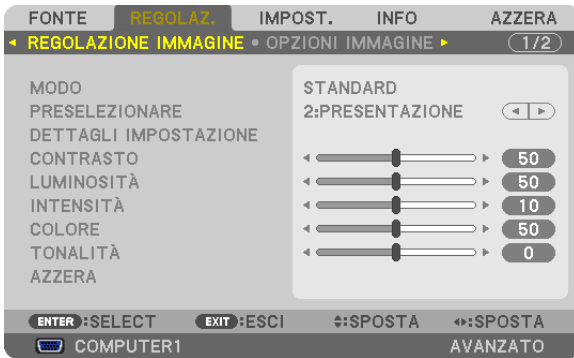 FONTE REGOLAZ. IMPOST. INFO AZZERA
REGOLAZIONE IMMAGINE OPZIONI IMMAGINE 1/2
MODO STANDARD
PRESELEZIONARE 2:PRESENTAZIONE
DETTAGLI IMPOSTAZIONE
CONTRASTO 50
LUMINOSITÀ 50
INTENSITÀ 10
COLORE 50
TONALITÀ 0
AZZERA
ENTER:SELECT EXIT:ESCI :SPOSTA :SPOSTA
COMPUTER1 AVANZATO